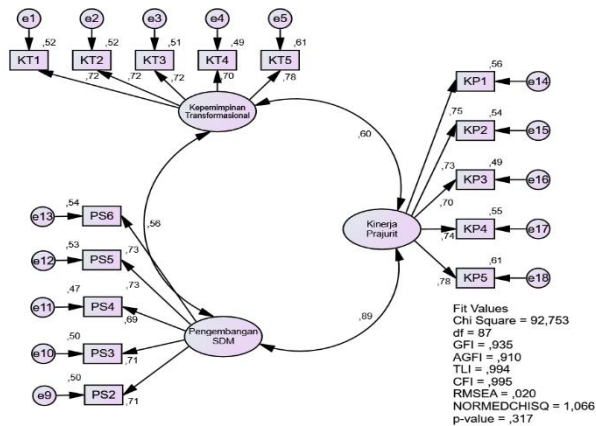 e1 e2 e3 e4 e5
,52 ,52 ,51 ,49 ,61
KT1 KT2 KT3 KT4 KT5
,72 ,72 ,72 ,70 ,78
Kepemimpinan
Transformasional
,60
,56
,89
,56
KP1 e14
,75 ,54
KP2 e15
,73 ,49
KP3 e16
,70 ,55
KP4 e17
,74 ,61
KP5 e18
,78
Kinerja
Prajurit
,54
e13 PS6
,53 ,73
e12 PS5
,47 ,73
e11 PS4
,50 ,69
e10 PS3
,50 ,71
e9 PS2
,71
Pengembangan
SDM
Fit Values
Chi Square = 92,753
df = 87
GFI = ,935
AGFI = ,910
TLI = ,994
CFI = ,995
RMSEA = ,020
NORMEDCHISQ = 1,066
p-value = ,317